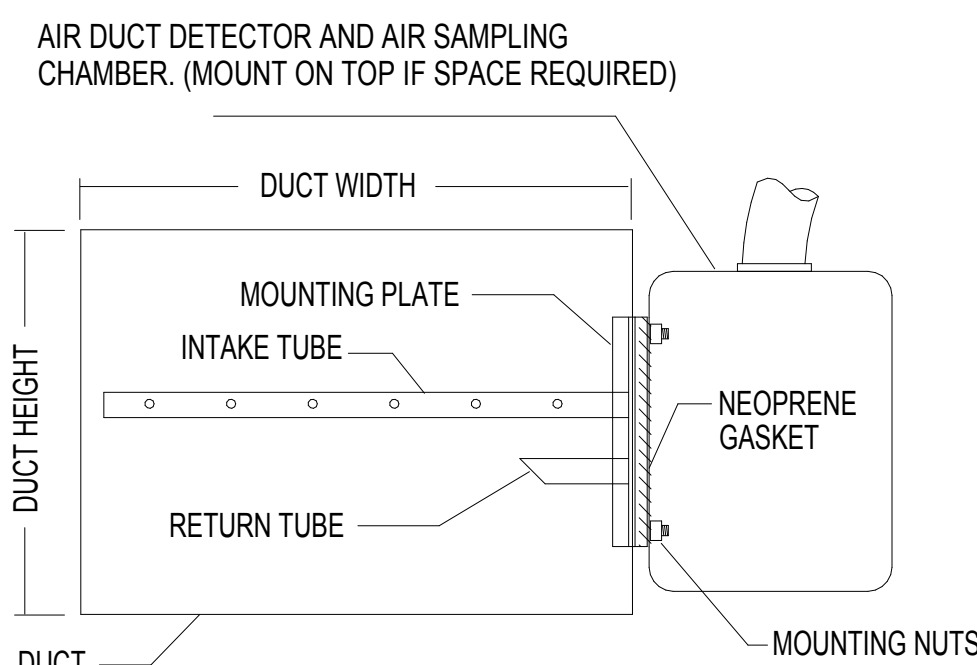 AIR DUCT DETECTOR AND AIR SAMPLING
CHAMBER. (MOUNT ON TOP IF SPACE REQUIRED)
DUCT WIDTH
MOUNTING PLATE
INTAKE TUBE
DUCT HEIGHT
NEOPRENE
GASKET
RETURN TUBE
MOUNTING NUTS
DUCT